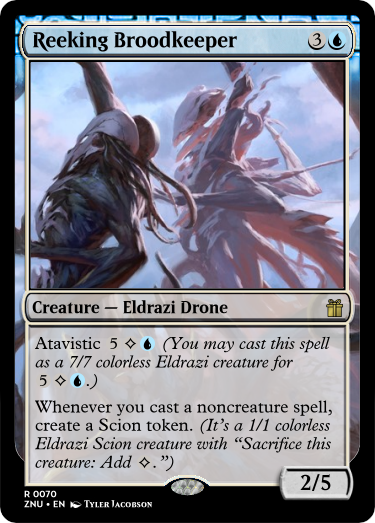 Reeking Broodkeeper 3
Creature — Eldrazi Drone
Atavistic 5 (You may cast this spell
as a 7/7 colorless Eldrazi creature for
5 .)
Whenever you cast a noncreature spell,
create a Scion token. (It's a 1/1 colorless
Eldrazi Scion creature with “Sacrifice this
creature: Add .”)
2/5
R 0070
ZNU • EN Tyler Jacobson